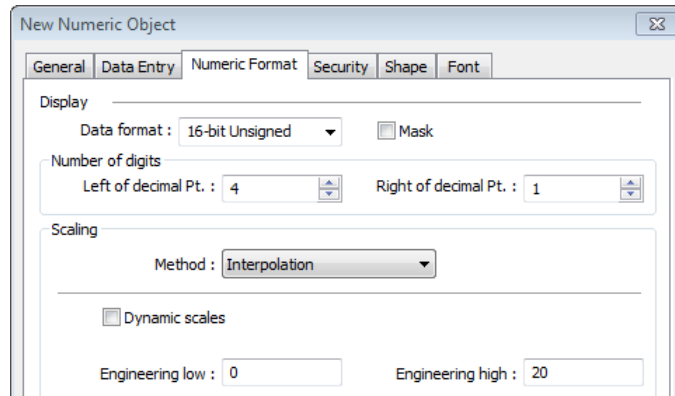 New Numeric Object
General Data Entry Numeric Format Security Shape Font
Display
Data format : 16-bit Unsigned Mask
Number of digits
Left of decimal Pt. : 4 Right of decimal Pt. : 1
Scaling
Method : Interpolation
Dynamic scales
Engineering low : 0 Engineering high : 20